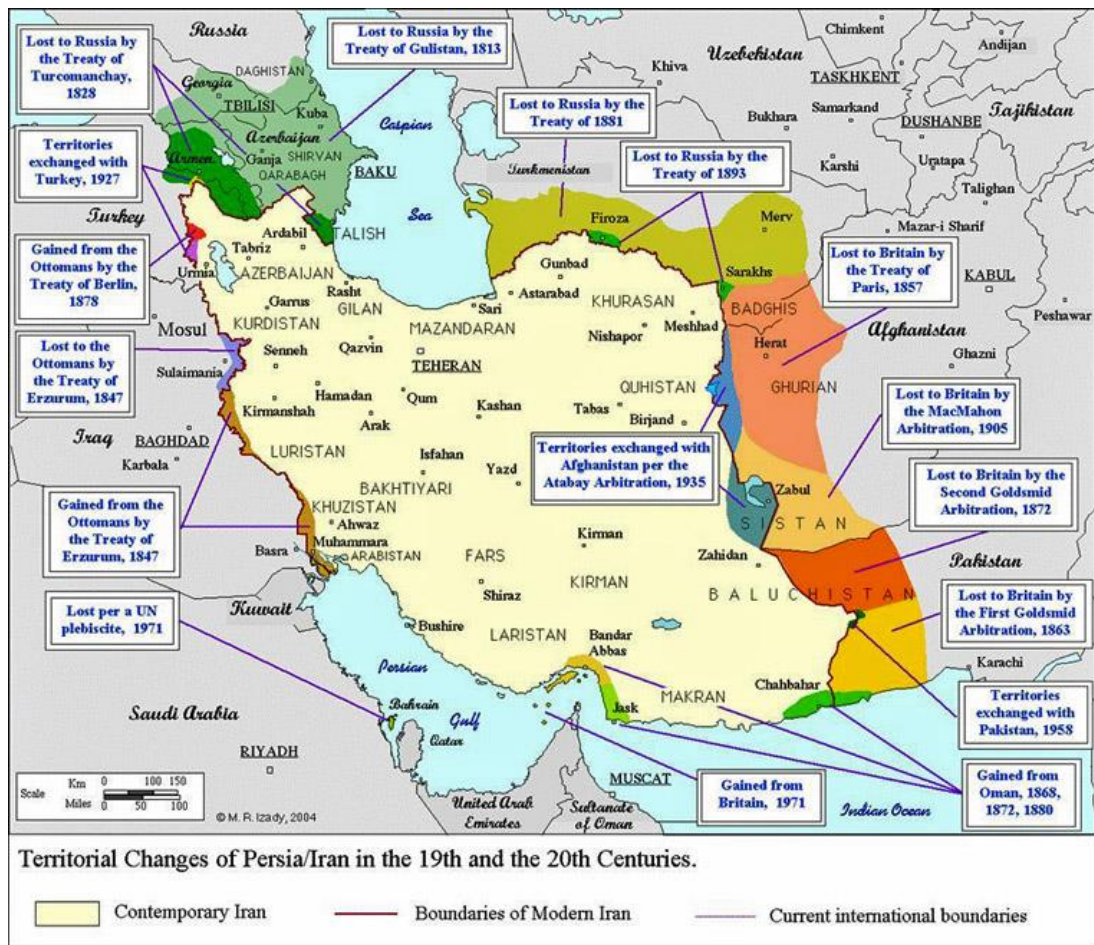 Russia
Lost to Russia by
the Treaty of
Turcomanchay,
1828
Lost to Russia by the
Treaty of Gulistan, 1813
Uzebekistan
Chimkent
Andijan
TASKHKENT
Khiva
DAGHISTAN
Georgia
TBILISI
Kuba
Caspian
Sea
Lost to Russia by the
Treaty of 1881
Bukhara
Samarkand
Tajikistan
DUSHANBE
Territories
exchanged with
Turkey, 1927
Armen.
Azerbaijan
Ganja
SHIRVAN
QARABAGH
BAKU
Turkmenistan
Lost to Russia by the
Treaty of 1893
Karshi
Uratapa
Talighan
Turkey
TALISH
Firoza
Merv
Mazar-i Sharif
Gained from the
Ottomans by the
Treaty of Berlin,
1878
Ardabil
Tabriz
Urmia
AZERBAIJAN
Rasht
Garrus
GILAN
Gunbad
Astarabad
Sari
Sarakhs
Lost to Britain by
the Treaty of
Paris, 1857
KABUL
Peshawar
Mosul
KURDISTAN
MAZANDARAN
KHURASAN
Meshhad
Nishapor
BADGHIS
Herat
Afghanistan
Ghazni
Lost to the
Ottomans by
the Treaty of
Erzurum, 1847
Senneh
Sulaimania
Qazvin
TEHERAN
Hamadan
Qum
Kirmanshah
Arak
Kashan
QUHISTAN
Tabas
Birjand
GHURIAN
Lost to Britain by
the MacMahon
Arbitration, 1905
Iraq
BAGHDAD
Karbala
LURISTAN
Isfahan
Yazd
BAKHTIYARI
Territories exchanged with
Afghanistan per the
Atabay Arbitration, 1935
Zabul
SISTAN
Lost to Britain by the
Second Goldsmid
Arbitration, 1872
Gained from the
Ottomans by
the Treaty of
Erzurum, 1847
KHUZISTAN
Ahwaz
Muhammara
Basra
ARABISTAN
FARS
Shiraz
Kirman
KIRMAN
Zahidan
BALUCHISTAN
Pakistan
Lost to Britain by
the First Goldsmid
Arbitration, 1863
Kuwait
Lost per a UN
plebiscite, 1971
Bushire
LARISTAN
Bandar
Abbas
Persian
Gulf
MAKRAN
Chahbahar
Karachi
Jask
Territories
exchanged with
Pakistan, 1958
Saudi Arabia
Bahrain
Qatar
RIYADH
MUSCAT
Gained from
Britain, 1971
Gained from
Oman, 1868,
1872, 1880
Indian Ocean
United Arab
Emirates
Sultanate
of Oman
Scale
Km 0 100 150
Miles 0 50 100
© M. R. Izady, 2004
Territorial Changes of Persia/Iran in the 19th and the 20th Centuries.
Contemporary Iran
Boundaries of Modern Iran
Current international boundaries